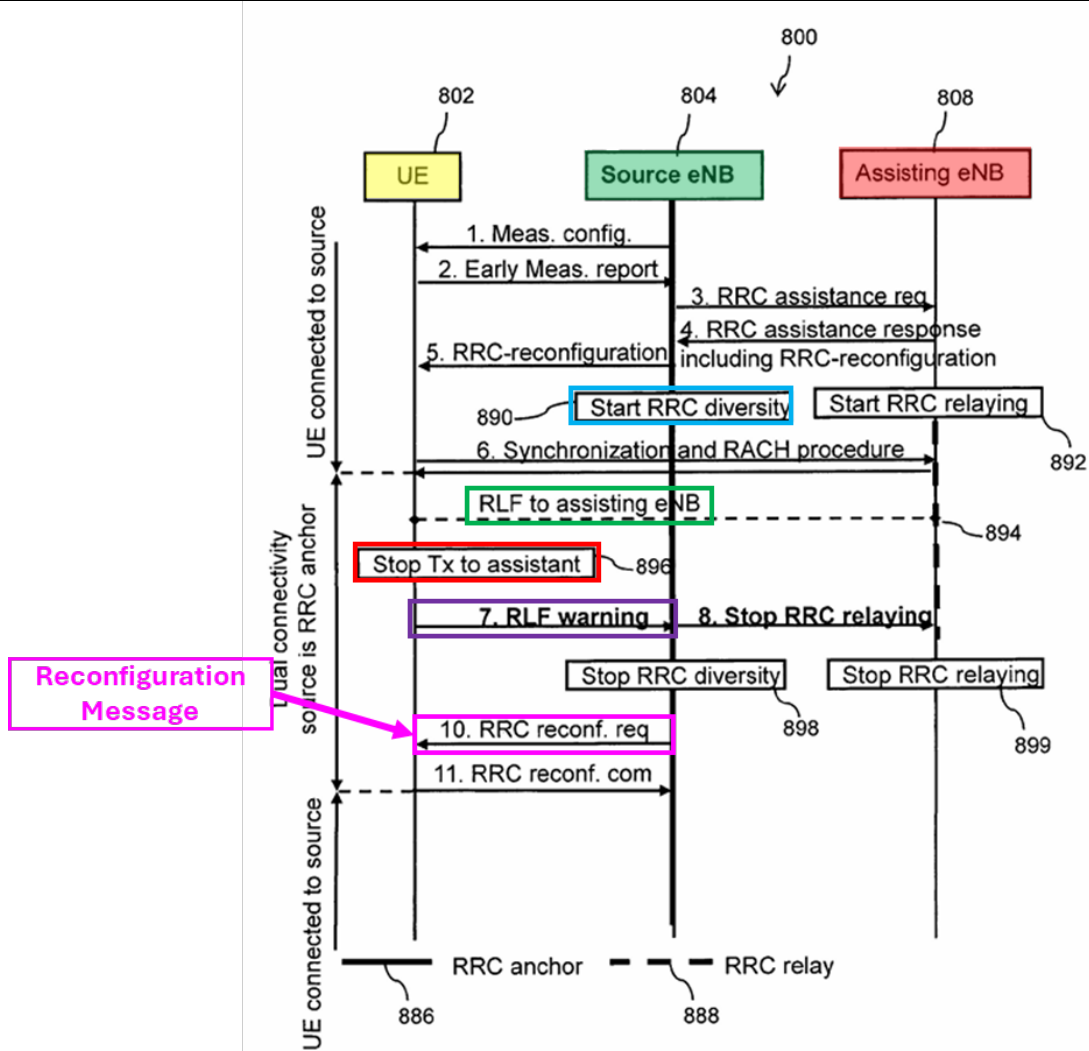 800
802
804
808
UE
Source eNB
Assisting eNB
UE connected to source
1. Meas. config.
2. Early Meas. report
3. RRC assistance req
4. RRC assistance response
including RRC-reconfiguration
5. RRC-reconfiguration
890
Start RRC diversity
Start RRC relaying
892
6. Synchronization and RACH procedure
RLF to assisting eNB
894
Dual connectivity
source is RRC anchor
Stop Tx to assistant
896
7. RLF warning
8. Stop RRC relaying
Stop RRC diversity
Stop RRC relaying
898
899
Reconfiguration
Message
10. RRC reconf. req
11. RRC reconf. com
UE connected to source
RRC anchor
RRC relay
886
888